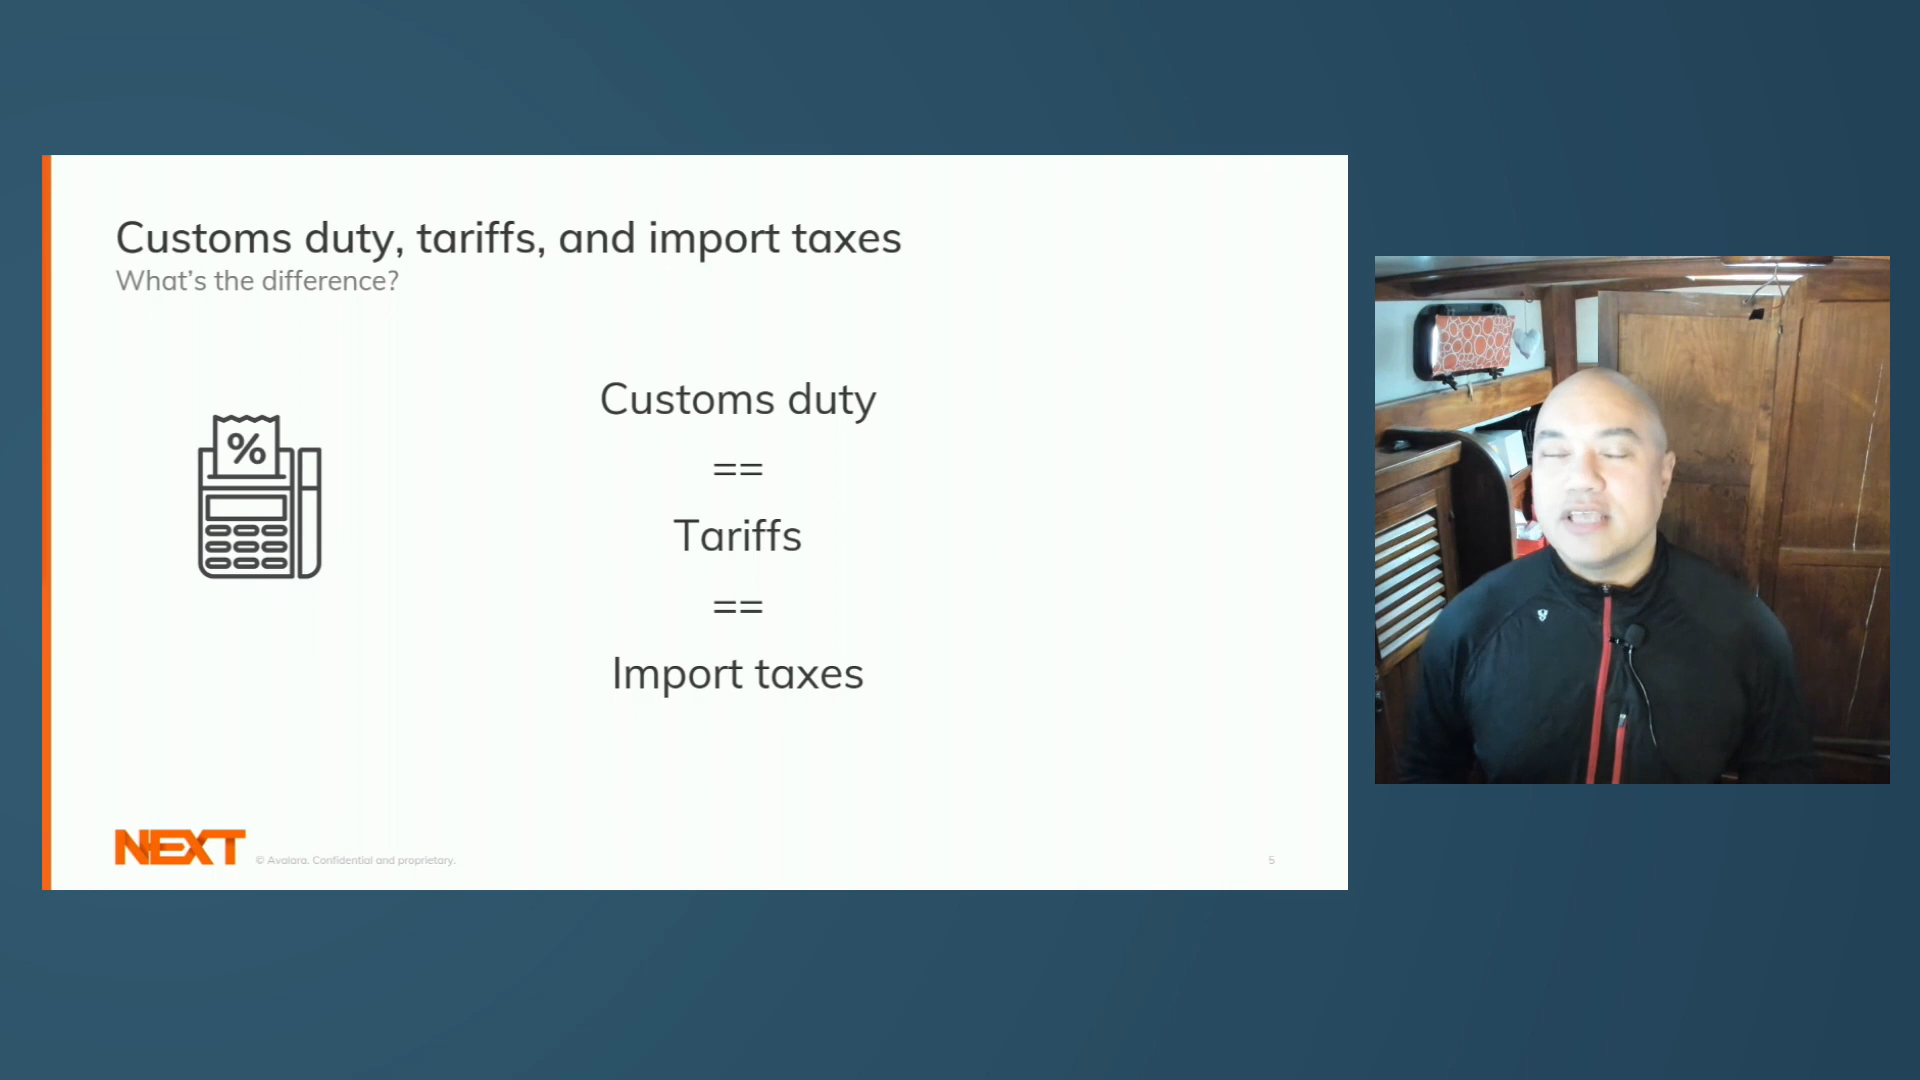 Customs duty, tariffs, and import taxes
What's the difference?
%
Customs duty
==
Tariffs
==
Import taxes
NEXT
© Avalara. Confidential and proprietary.
5